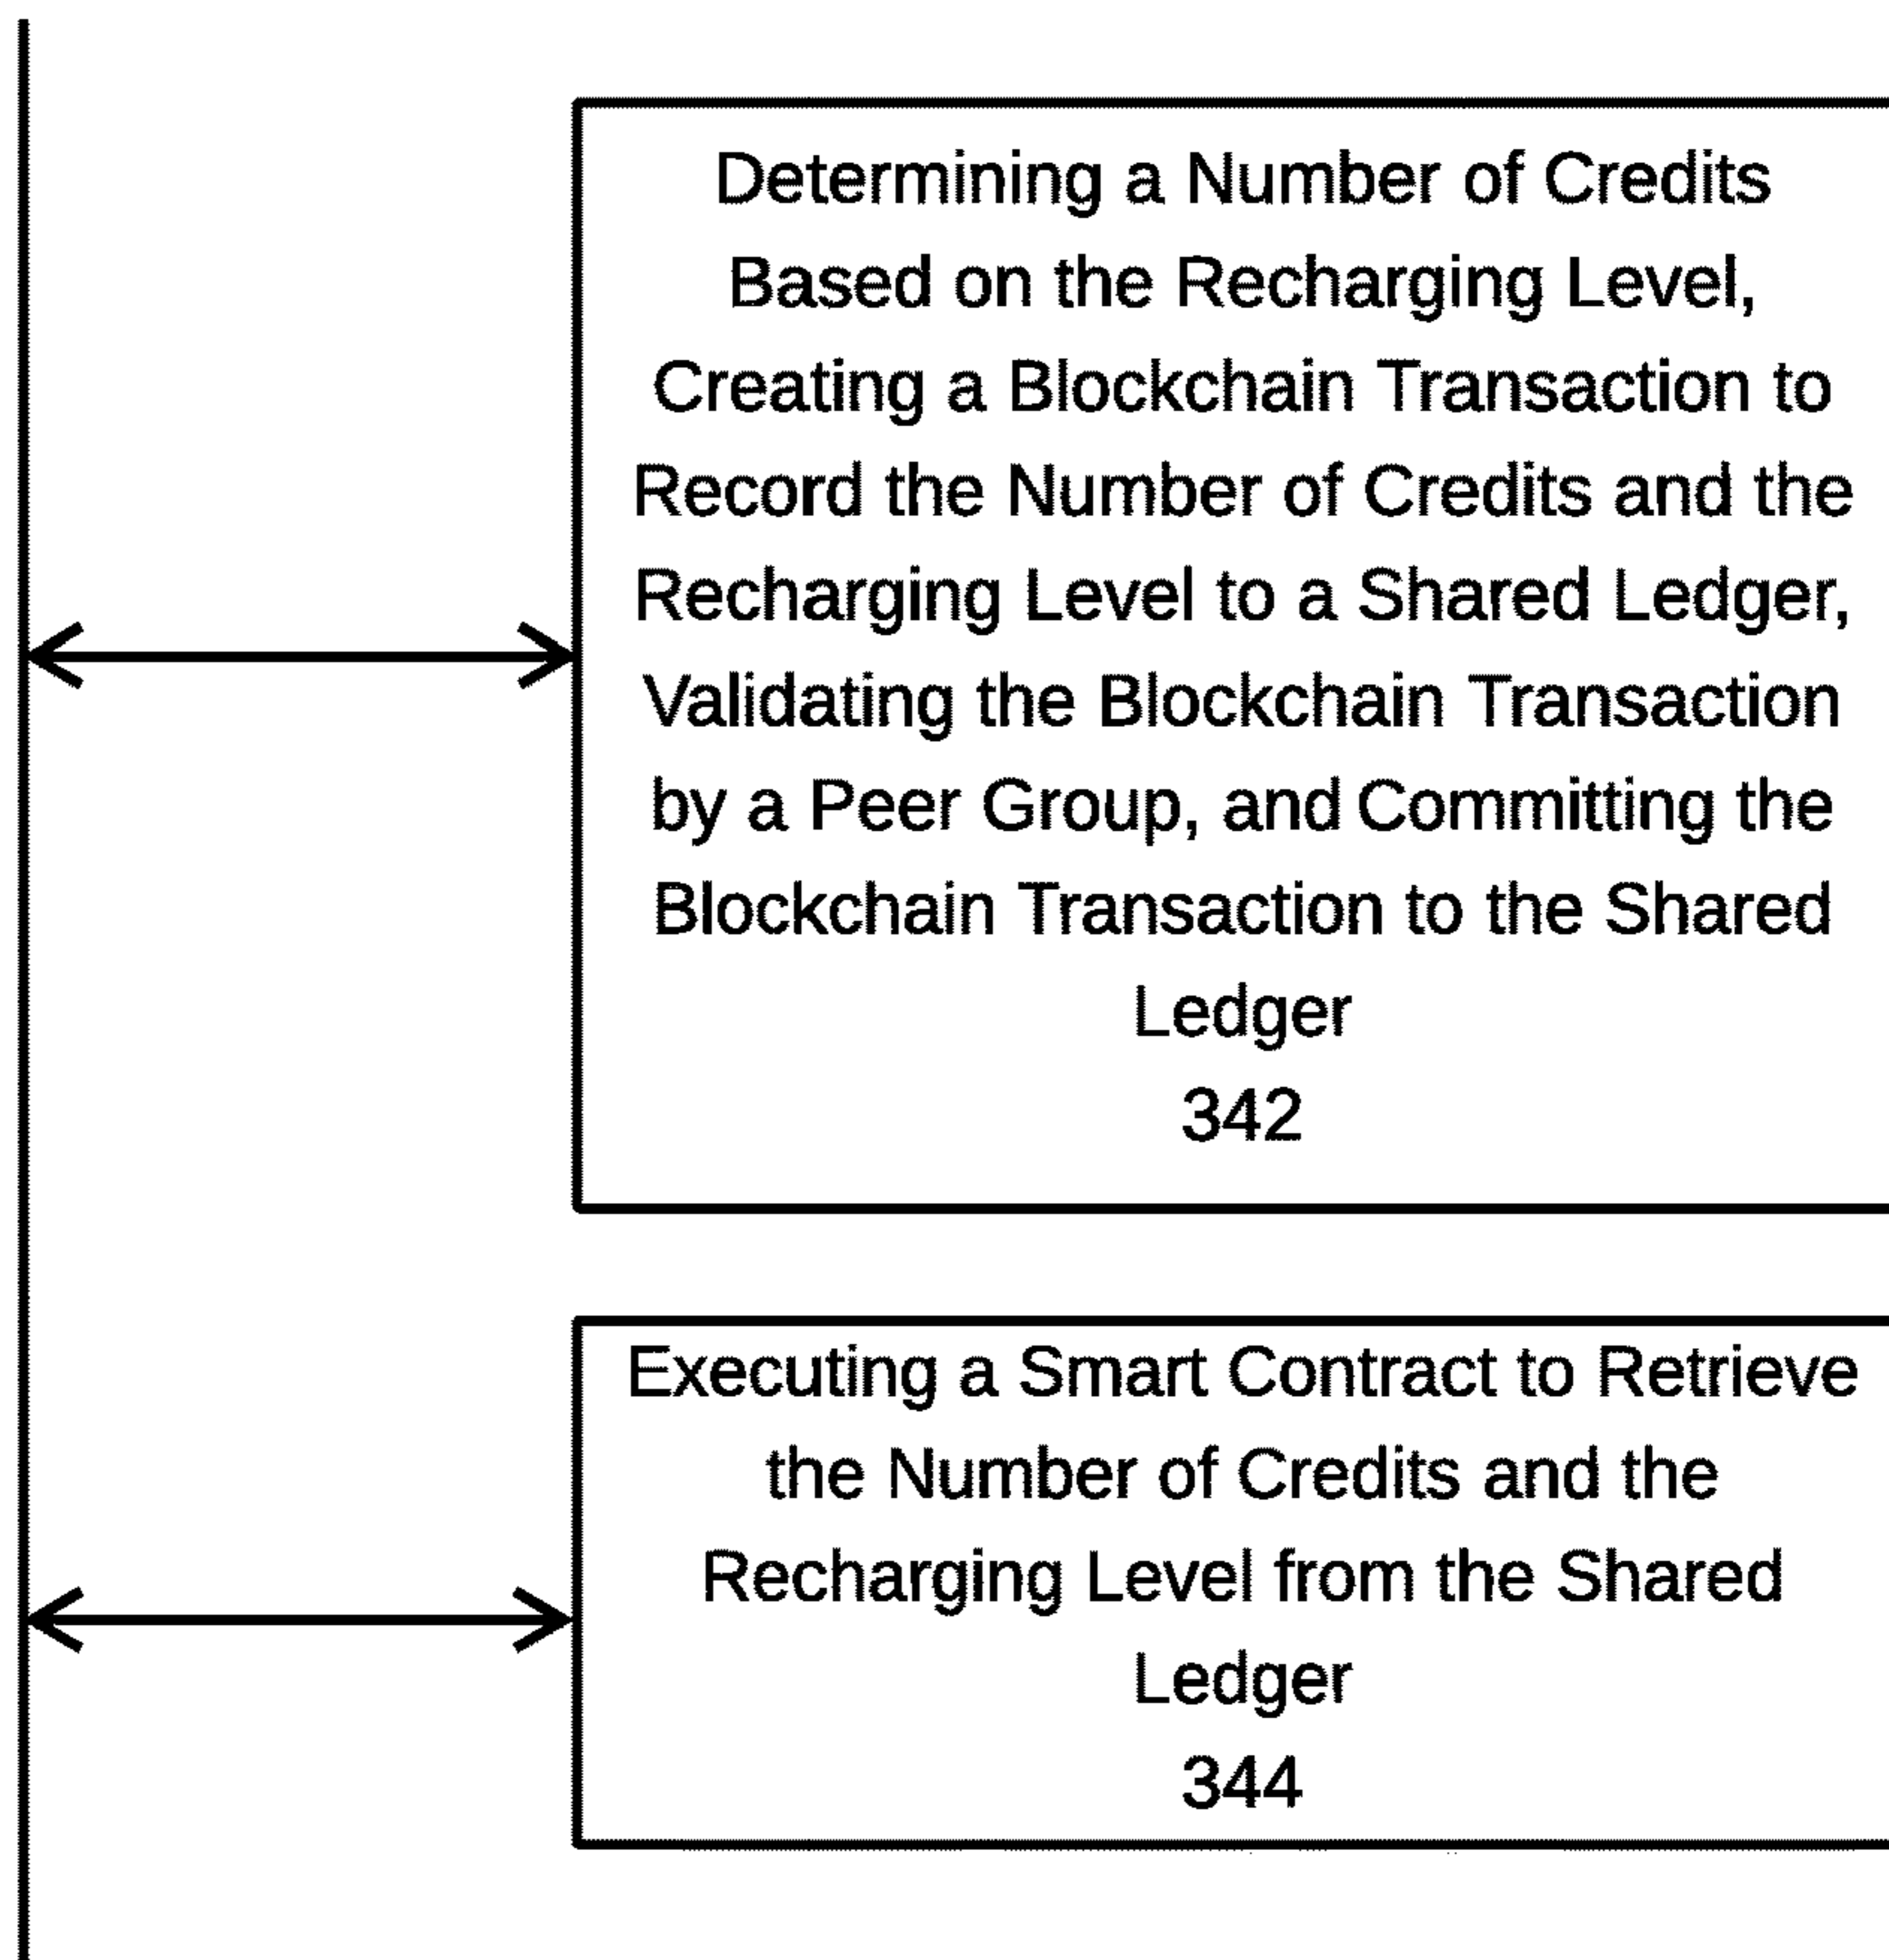 Determining a Number of Credits
Based on the Recharging Level,
Creating a Blockchain Transaction to
Record the Number of Credits and the
Recharging Level to a Shared Ledger,
Validating the Blockchain Transaction
by a Peer Group, and Committing the
Blockchain Transaction to the Shared
Ledger
342
Executing a Smart Contract to Retrieve
the Number of Credits and the
Recharging Level from the Shared
Ledger
344